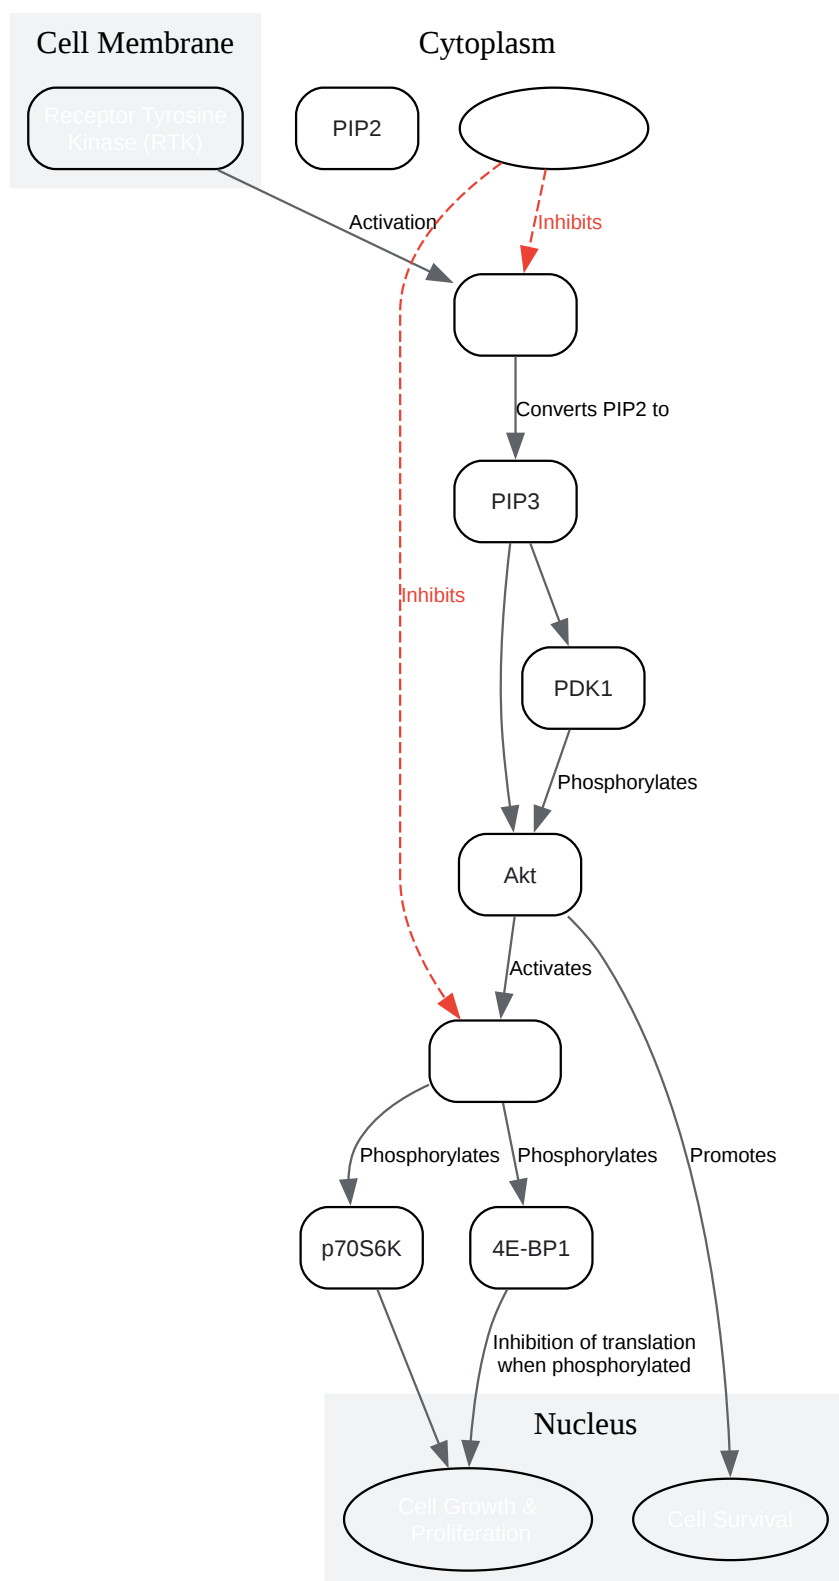 Cell Membrane
Cytoplasm
Receptor Tyrosine
Kinase (RTK)
PIP2
Activation
Inhibits
Converts PIP2 to
PIP3
Inhibits
PDK1
Phosphorylates
Akt
Activates
Phosphorylates
Phosphorylates
Promotes
p70S6K
4E-BP1
Inhibition of translation
when phosphorylated
Nucleus
Cell Growth &
Proliferation
Cell Survival